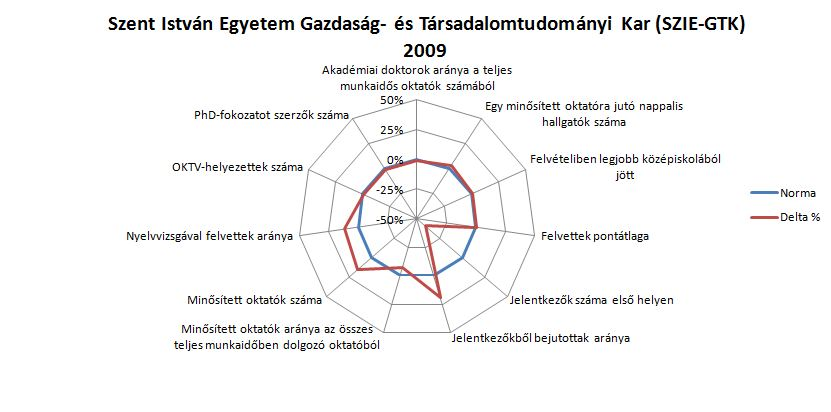 Szent István Egyetem Gazdaság- és Társadalomtudományi Kar (SZIE-GTK)
2009
Akadémiai doktorok aránya a teljes
munkaidős oktatók számából
Egy minősített oktatóra jutó nappalis
hallgatók száma
Felvételiben legjobb középiskolából
jött
Felvettek pontátlaga
Jelentkezők száma első helyen
Jelentkezőkből bejutottak aránya
Minősített oktatók aránya az összes
teljes munkaidőben dolgozó oktatóból
Minősített oktatók száma
Nyelvvizsgával felvettek aránya
OKTV-helyezettek száma
PhD-fokozatot szerzők száma
50%
25%
0%
-25%
-50%
Norma
Delta %